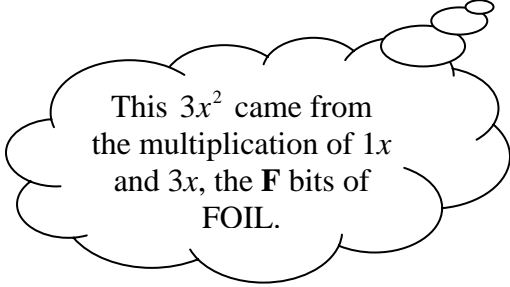 This 3x² came from
the multiplication of 1x
and 3x, the F bits of
FOIL.